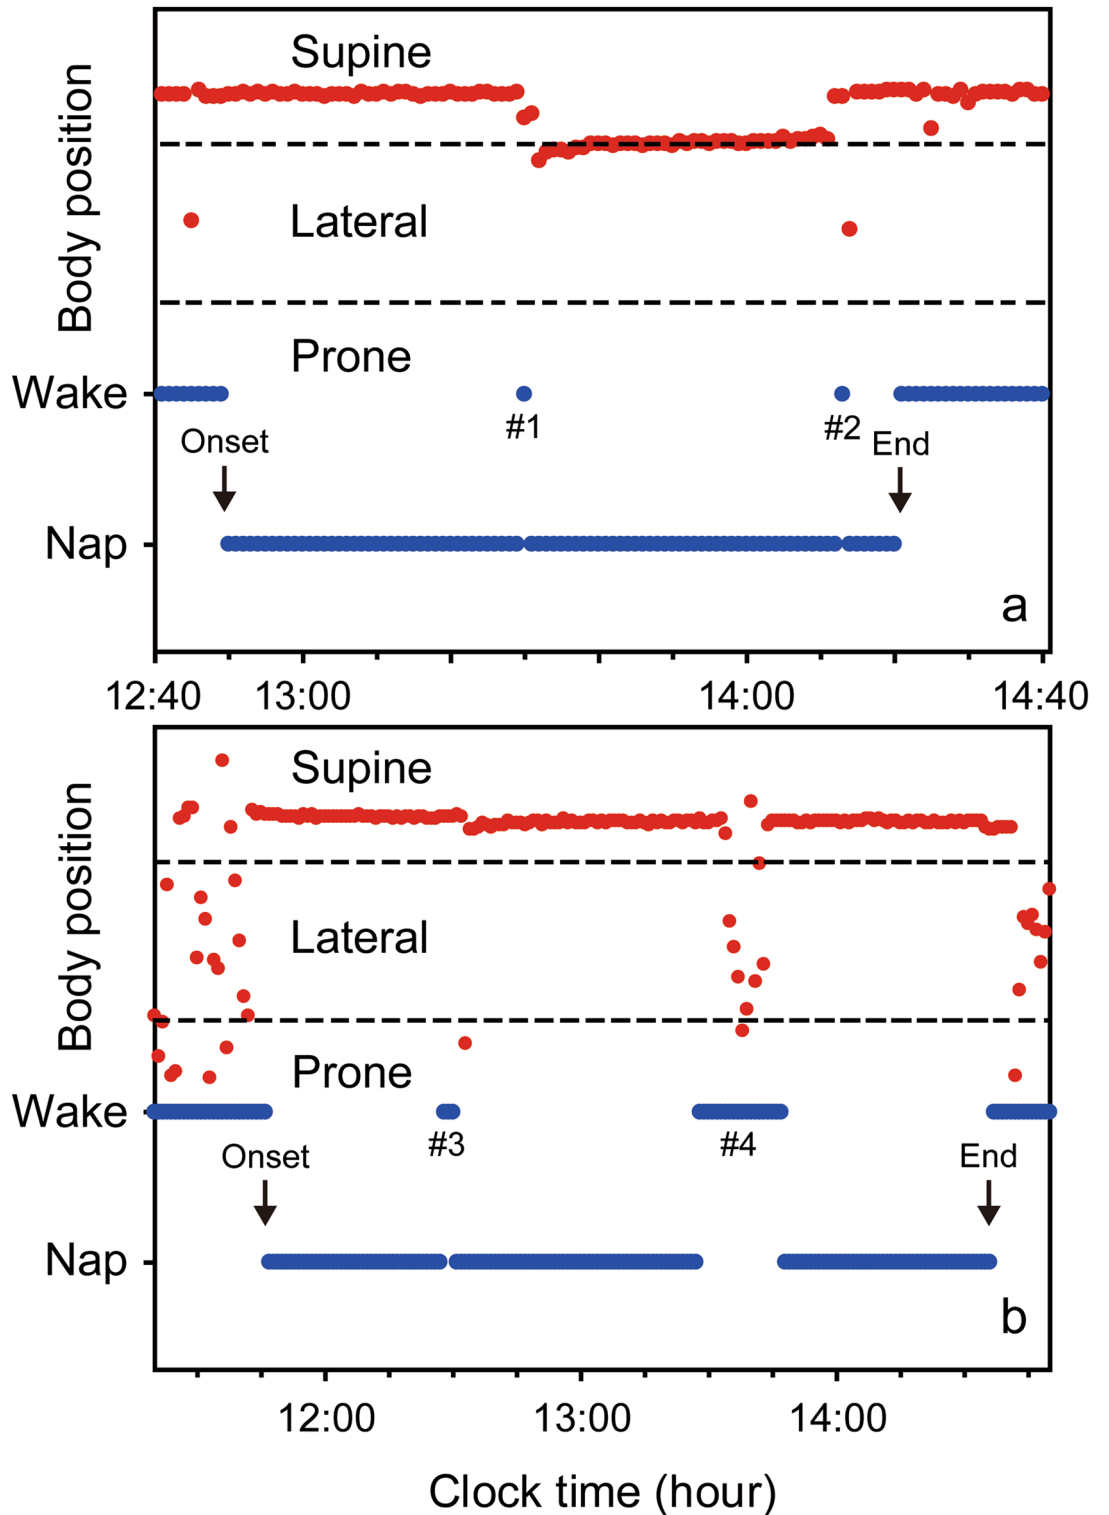 Supine
Lateral
Prone
Body position
Wake
#1
#2
Onset
End
Nap
a
12:40
13:00
14:00
14:40
Supine
Lateral
Prone
Body position
Wake
#3
#4
Onset
End
Nap
b
12:00
13:00
14:00
Clock time (hour)